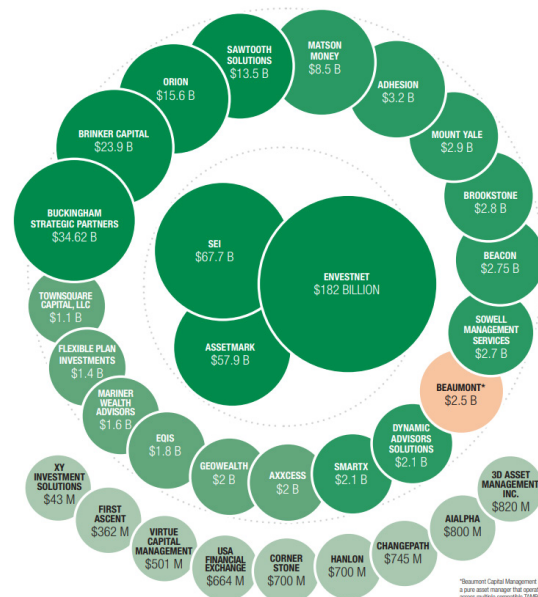 SAWTOOTH
SOLUTIONS
$13.5 B
MATSON
MONEY
$8.5 B
ORION
$15.6 B
ADHESION
$3.2 B
BRINKER CAPITAL
$23.9 B
MOUNT YALE
$2.9 B
BUCKINGHAM
STRATEGIC PARTNERS
$34.62 B
BROOKSTONE
$2.8 B
SEI
$67.7 B
ENVESTNET
$182 BILLION
BEACON
$2.75 B
TOWNSQUARE
CAPITAL, LLC
$1.1 B
SOWELL
MANAGEMENT
SERVICES
$2.7 B
ASSETMARK
$57.9 B
FLEXIBLE PLAN
INVESTMENTS
$1.4 B
BEAUMONT*
$2.5 B
MARINER
WEALTH
ADVISORS
$1.6 B
DYNAMIC
ADVISORS
SOLUTIONS
$2.1 B
EQIS
$1.8 B
GEOWEALTH
$2 B
AXXCESS
$2 B
SMARTX
$2.1 B
XY
INVESTMENT
SOLUTIONS
$43 M
3D ASSET
MANAGEMENT
INC.
$820 M
FIRST
ASCENT
$362 M
AIALPHA
$800 M
VIRTUE
CAPITAL
MANAGEMENT
$501 M
CHANGEPATH
$745 M
USA
FINANCIAL
EXCHANGE
$664 M
CORNER
STONE
$700 M
HANLON
$700 M
*Beaumont Capital Management
a pure asset manager that operat